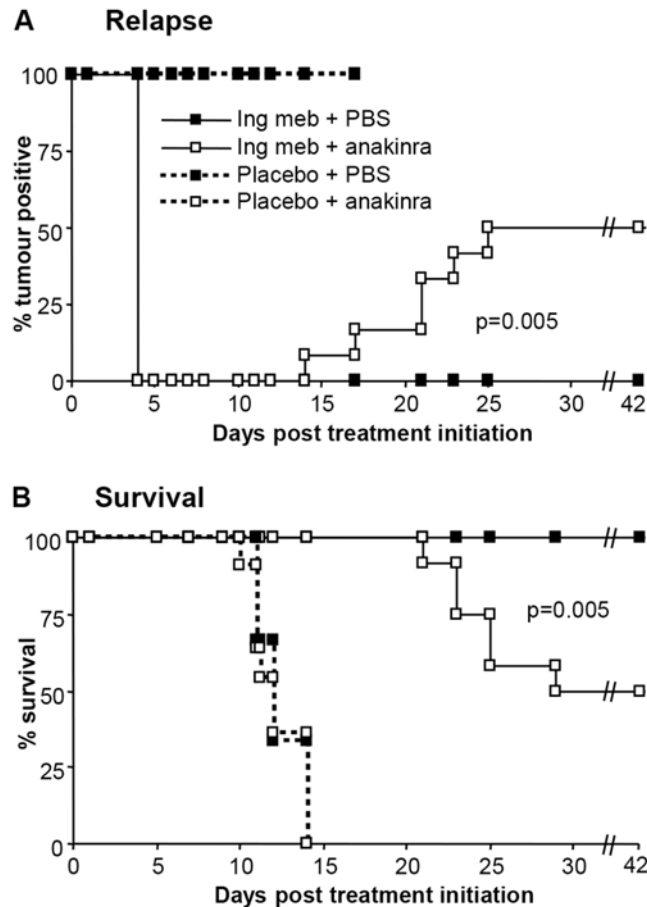 A Relapse
100
75
50
25
0
% tumour positive
Ing meb + PBS
Ing meb + anakinra
Placebo + PBS
Placebo + anakinra
p=0.005
0 5 10 15 20 25 30 42
Days post treatment initiation
B Survival
100
75
50
25
0
% survival
p=0.005
0 5 10 15 20 25 30 42
Days post treatment initiation